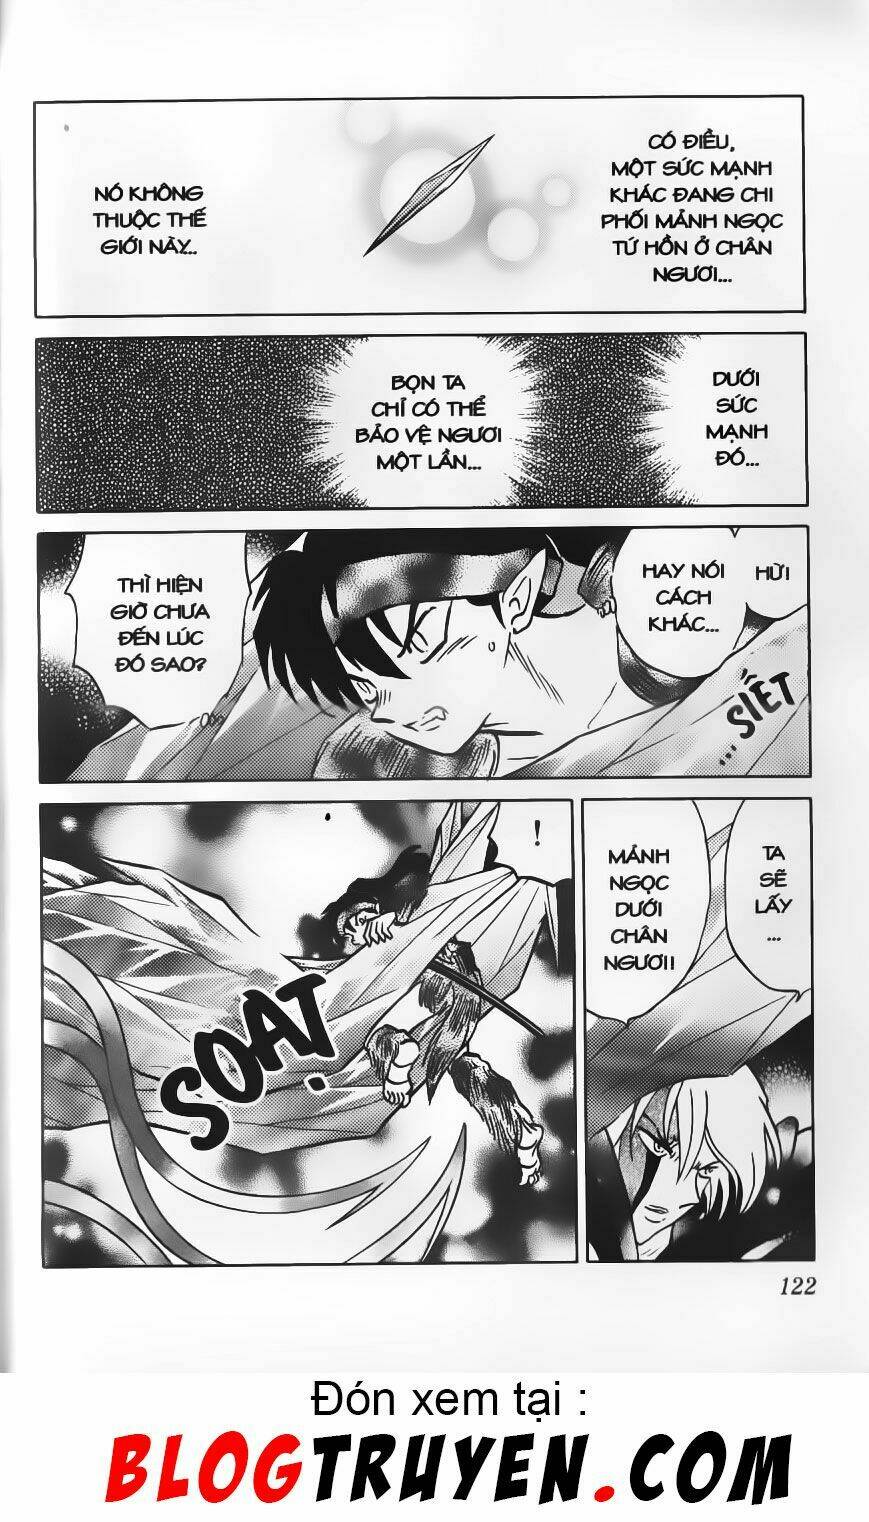 CÓ ĐIỀU,
MỘT SỨC MẠNH
KHÁC ĐANG CHI
PHỐI MẢNH NGỌC
TỨ HỒN Ở CHÂN
NGƯƠI...
NÓ KHÔNG
THUỘC THẾ
GIỚI NÀY...
DƯỚI
SỨC
MẠNH
ĐÓ...
BỌN TA
CHỈ CÓ THỂ
BẢO VỆ NGƯƠI
MỘT LẦN...
HỪ!
HAY NÓI
CÁCH
KHÁC...
...SIẾT
THÌ HIỆN
GIỜ CHƯA
ĐẾN LÚC
ĐÓ SAO?
TA
SẼ
LẤY
...
MẢNH
NGỌC
DƯỚI
CHÂN
NGƯƠI!
!
SOẠT
122
Đón xem tại :
BLOGTRUYEN.COM